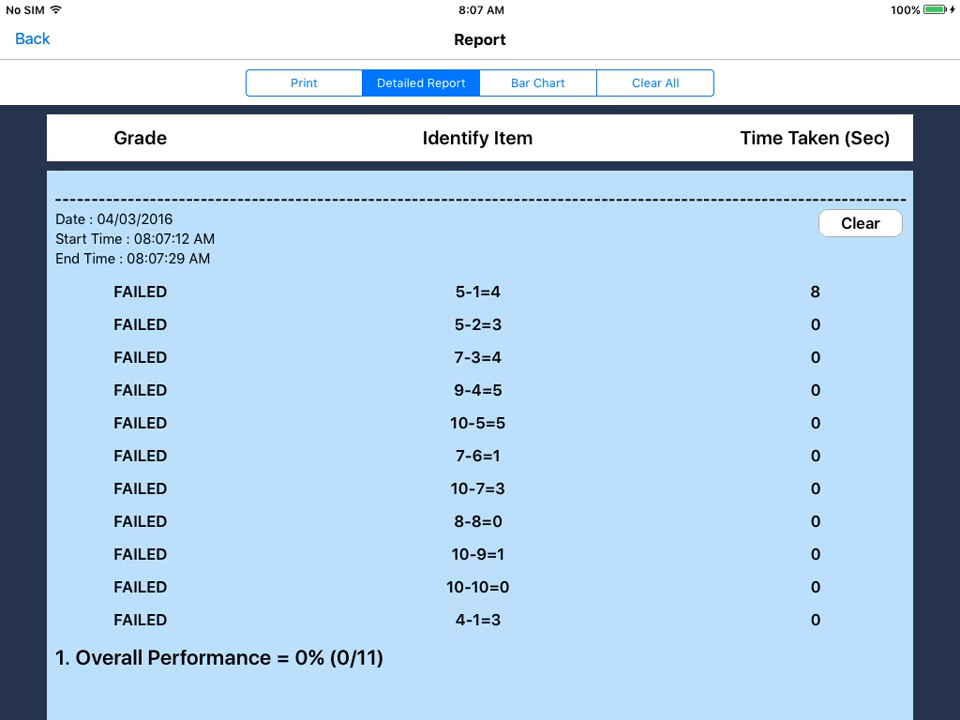 No SIM 8:07 AM 100%
Back Report
Print Detailed Report Bar Chart Clear All
Grade Identify Item Time Taken (Sec)
--------------------------------------------------------------------------------------------------------
Date : 04/03/2016
Clear
Start Time : 08:07:12 AM
End Time : 08:07:29 AM
FAILED 5-1=4 8
FAILED 5-2=3 0
FAILED 7-3=4 0
FAILED 9-4=5 0
FAILED 10-5=5 0
FAILED 7-6=1 0
FAILED 10-7=3 0
FAILED 8-8=0 0
FAILED 10-9=1 0
FAILED 10-10=0 0
FAILED 4-1=3 0
1. Overall Performance = 0% (0/11)